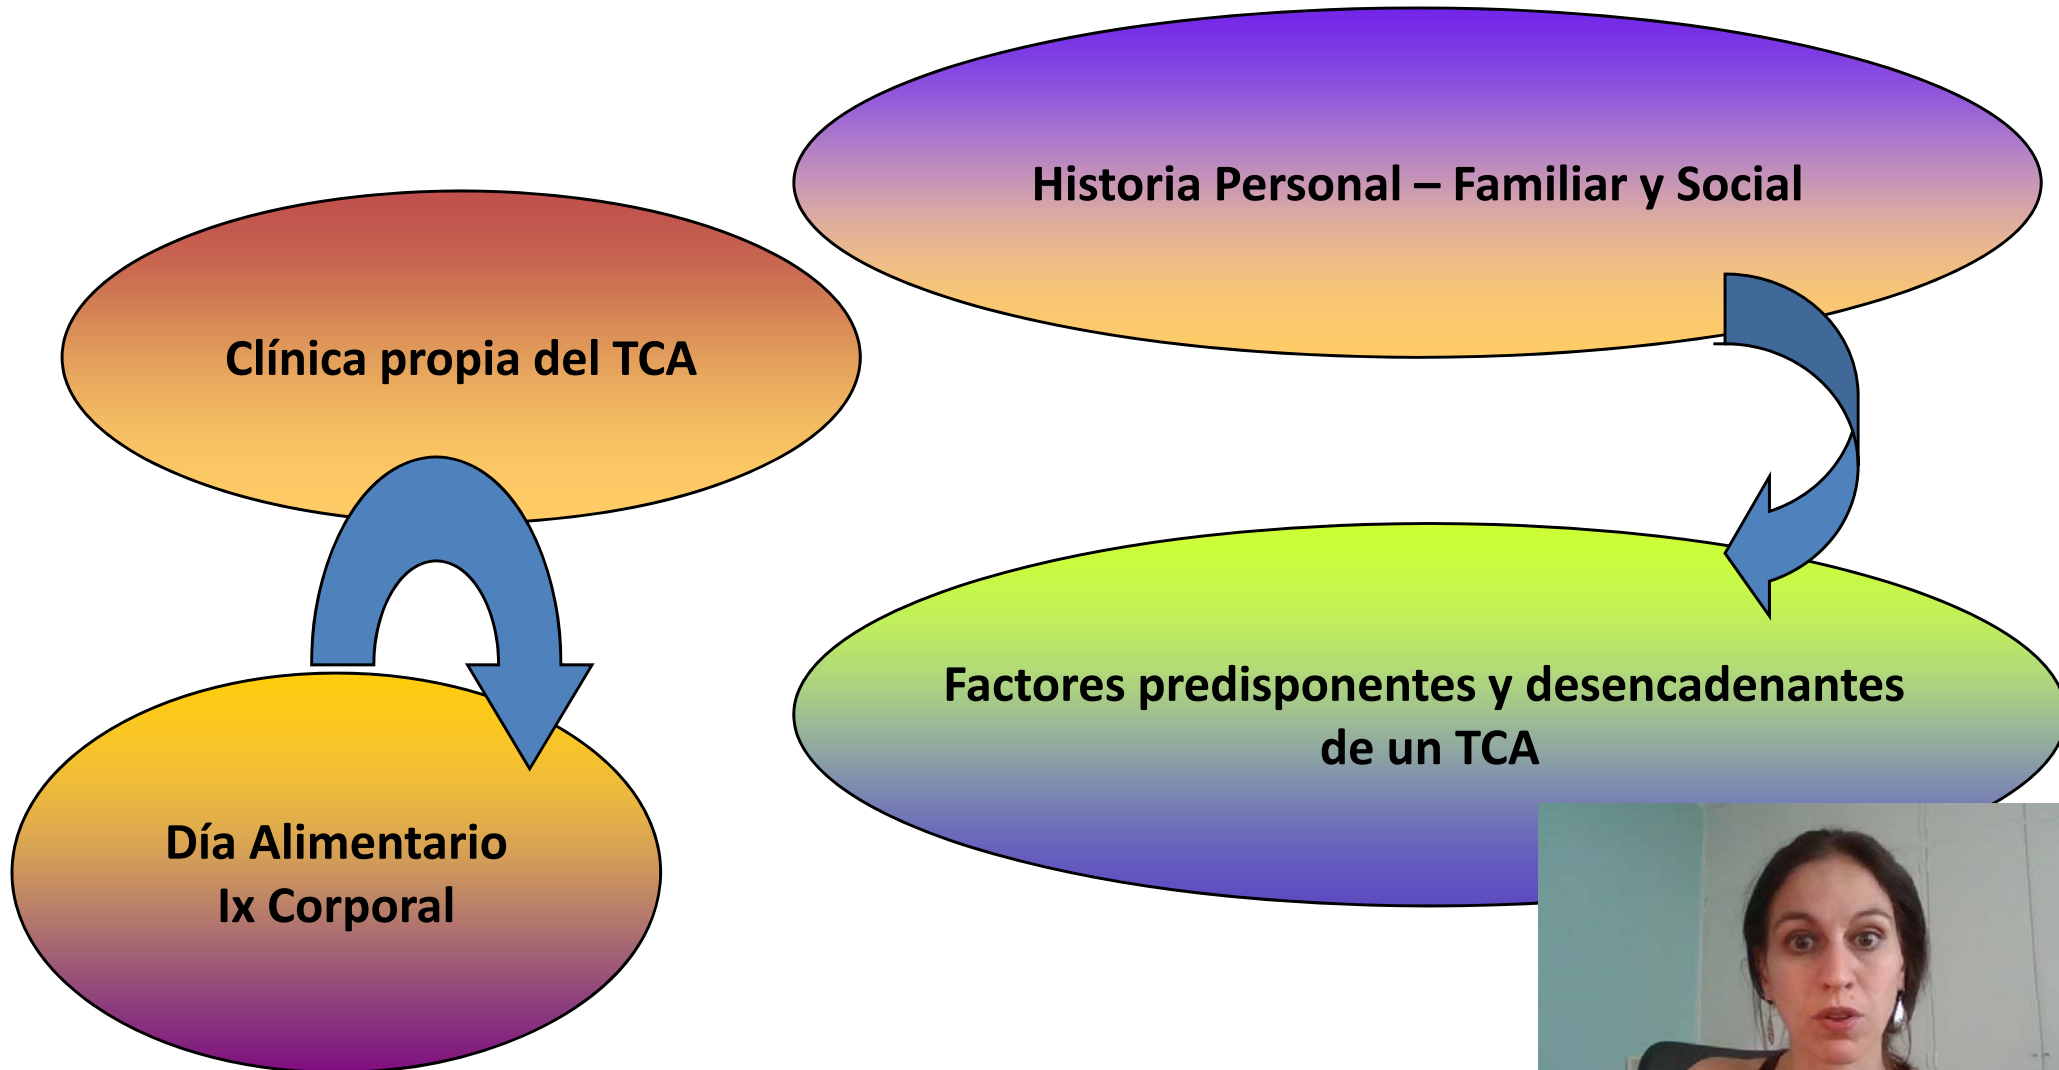 Historia Personal – Familiar y Social
Clínica propia del TCA
Factores predisponentes y desencadenantes
de un TCA
Día Alimentario
Ix Corporal